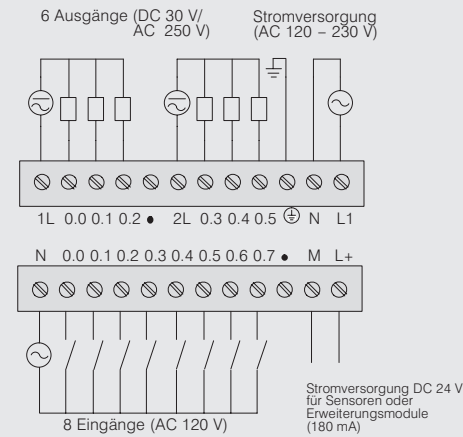 6 Ausgänge (DC 30 V/
AC 250 V)
Stromversorgung
(AC 120 – 230 V)
1L 0.0 0.1 0.2 • 2L 0.3 0.4 0.5 ⏚ N L1
N 0.0 0.1 0.2 0.3 0.4 0.5 0.6 0.7 • M L+
8 Eingänge (AC 120 V)
Stromversorgung DC 24 V
für Sensoren oder
Erweiterungsmodule
(180 mA)